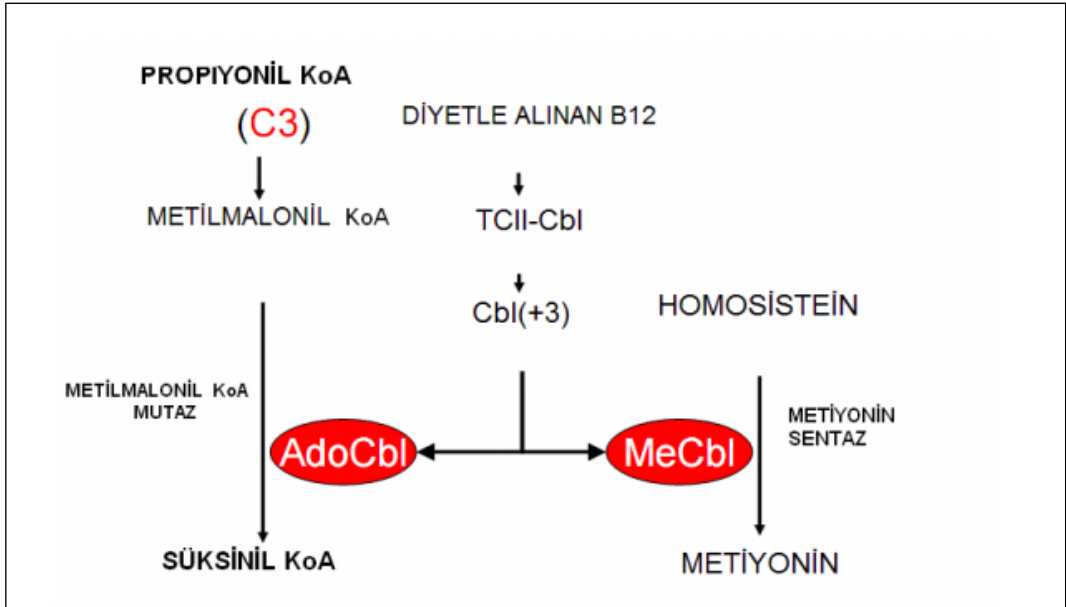 PROPIYONİL KoA
(C3)
DİYETLE ALINAN B12
METİLMALONİL KoA
TCII-Cbl
Cbl(+3)
HOMOSİSTEİN
METİLMALONİL KoA
MUTAZ
METİYONİN
SENTAZ
AdoCbl
MeCbl
SÜKSİNİL KoA
METİYONİN